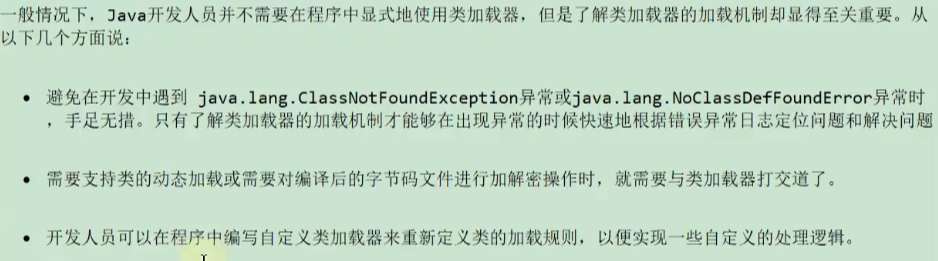 一般情况下，Java开发人员并不需要在程序中显式地使用类加载器，但是了解类加载器的加载机制却显得至关重要。从
以下几个方面说：
• 避免在开发中遇到 java.lang.ClassNotFoundException异常或java.lang.NoClassDefFoundError异常时
，手足无措。只有了解类加载器的加载机制才能够在出现异常的时候快速地根据错误异常日志定位问题和解决问题
• 需要支持类的动态加载或需要对编译后的字节码文件进行加解密操作时，就需要与类加载器打交道了。
• 开发人员可以在程序中编写自定义类加载器来重新定义类的加载规则，以便实现一些自定义的处理逻辑。